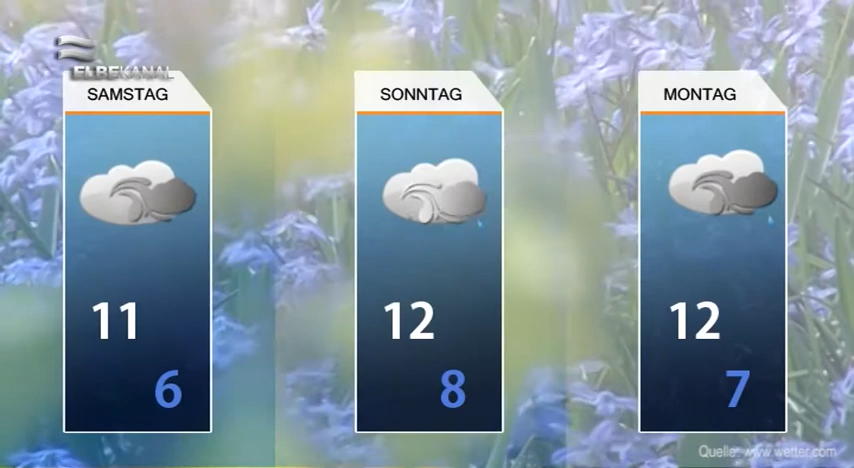 ELBEKANAL
SAMSTAG
SONNTAG
MONTAG
11
6
12
8
12
7
Quelle: www.wetter.com